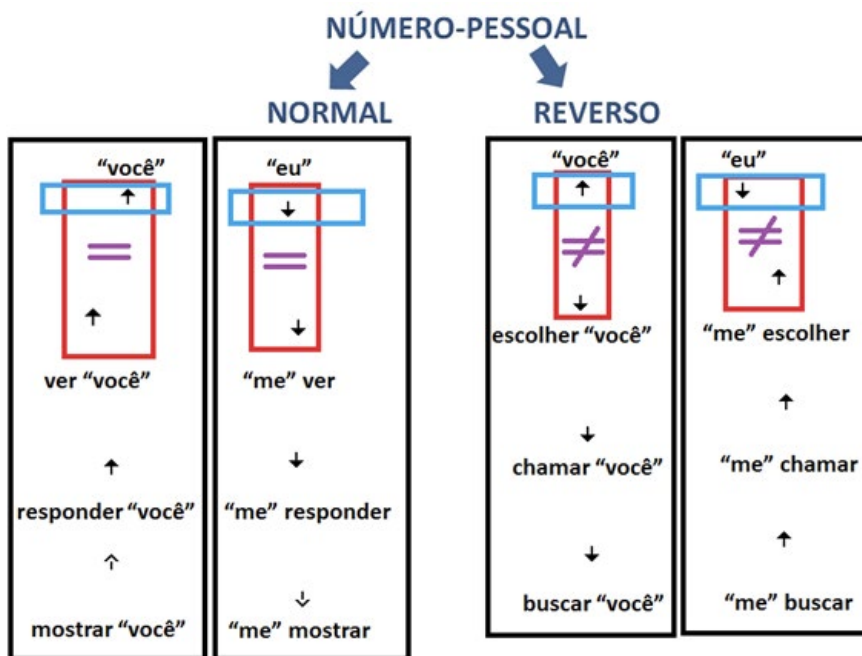 NÚMERO-PESSOAL
NORMAL
REVERSO
“você”
ver “você”
responder “você”
mostrar “você”
“eu”
“me” ver
“me” responder
“me” mostrar
“você”
escolher “você”
chamar “você”
buscar “você”
“eu”
“me” escolher
“me” chamar
“me” buscar